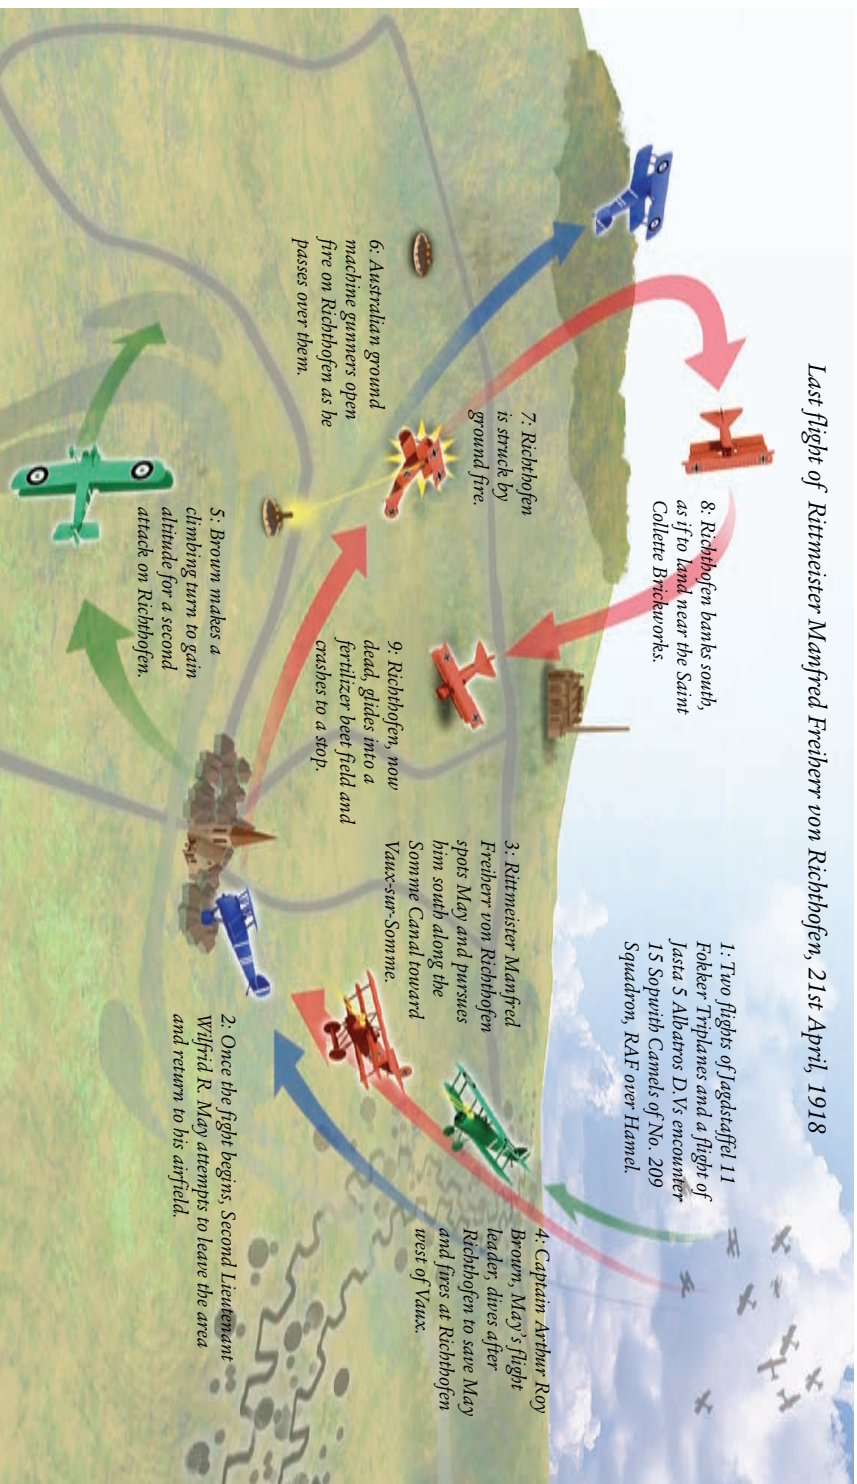 Last flight of Rittmeister Manfred Freiherr von Richthofen, 21st April, 1918
1: Two flights of Jagdstaffel 11
Fokker Triplanes and a flight of
Jasta 5 Albatros D.Vs encounter
15 Sopwith Camels of No. 209
Squadron, RAF over Hamel.
2: Once the fight begins, Second Lieutenant
Wilfrid R. May attempts to leave the area
and return to his airfield.
3: Rittmeister Manfred
Freiherr von Richthofen
spots May and pursues
him south along the
Somme Canal toward
Vaux-sur-Somme.
4: Captain Arthur Roy
Brown, May's flight
leader, dives after
Richthofen to save May
and fires at Richthofen
west of Vaux.
5: Brown makes a
climbing turn to gain
altitude for a second
attack on Richthofen.
6: Australian ground
machine gunners open
fire on Richthofen as he
passes over them.
7: Richthofen
is struck by
ground fire.
8: Richthofen banks south,
as if to land near the Saint
Collette Brickworks.
9: Richthofen, now
dead, glides into a
fertilizer beet field and
crashes to a stop.